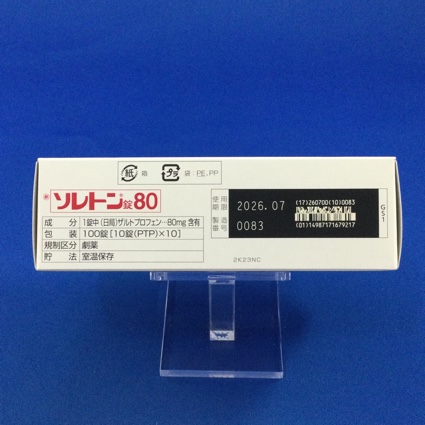 紙 箱 プラ 袋：PE，PP
ソレトン®錠80
成分 1錠中（日局）ザルトプロフェン…80mg 含有
包装 100錠［10錠(PTP)×10］
規制区分 劇薬
貯法 室温保存
使用期限 2026.07
製造番号 0083
(17)260700(10)0083
(01)14987171679217
GS1
2K23NC